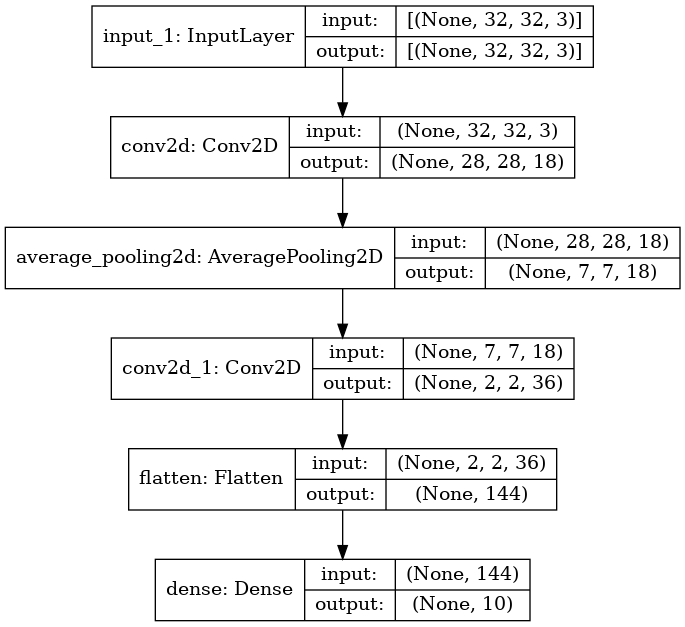 input_1: InputLayer
input: [(None, 32, 32, 3)]
output: [(None, 32, 32, 3)]
conv2d: Conv2D
input: (None, 32, 32, 3)
output: (None, 28, 28, 18)
average_pooling2d: AveragePooling2D
input: (None, 28, 28, 18)
output: (None, 7, 7, 18)
conv2d_1: Conv2D
input: (None, 7, 7, 18)
output: (None, 2, 2, 36)
flatten: Flatten
input: (None, 2, 2, 36)
output: (None, 144)
dense: Dense
input: (None, 144)
output: (None, 10)